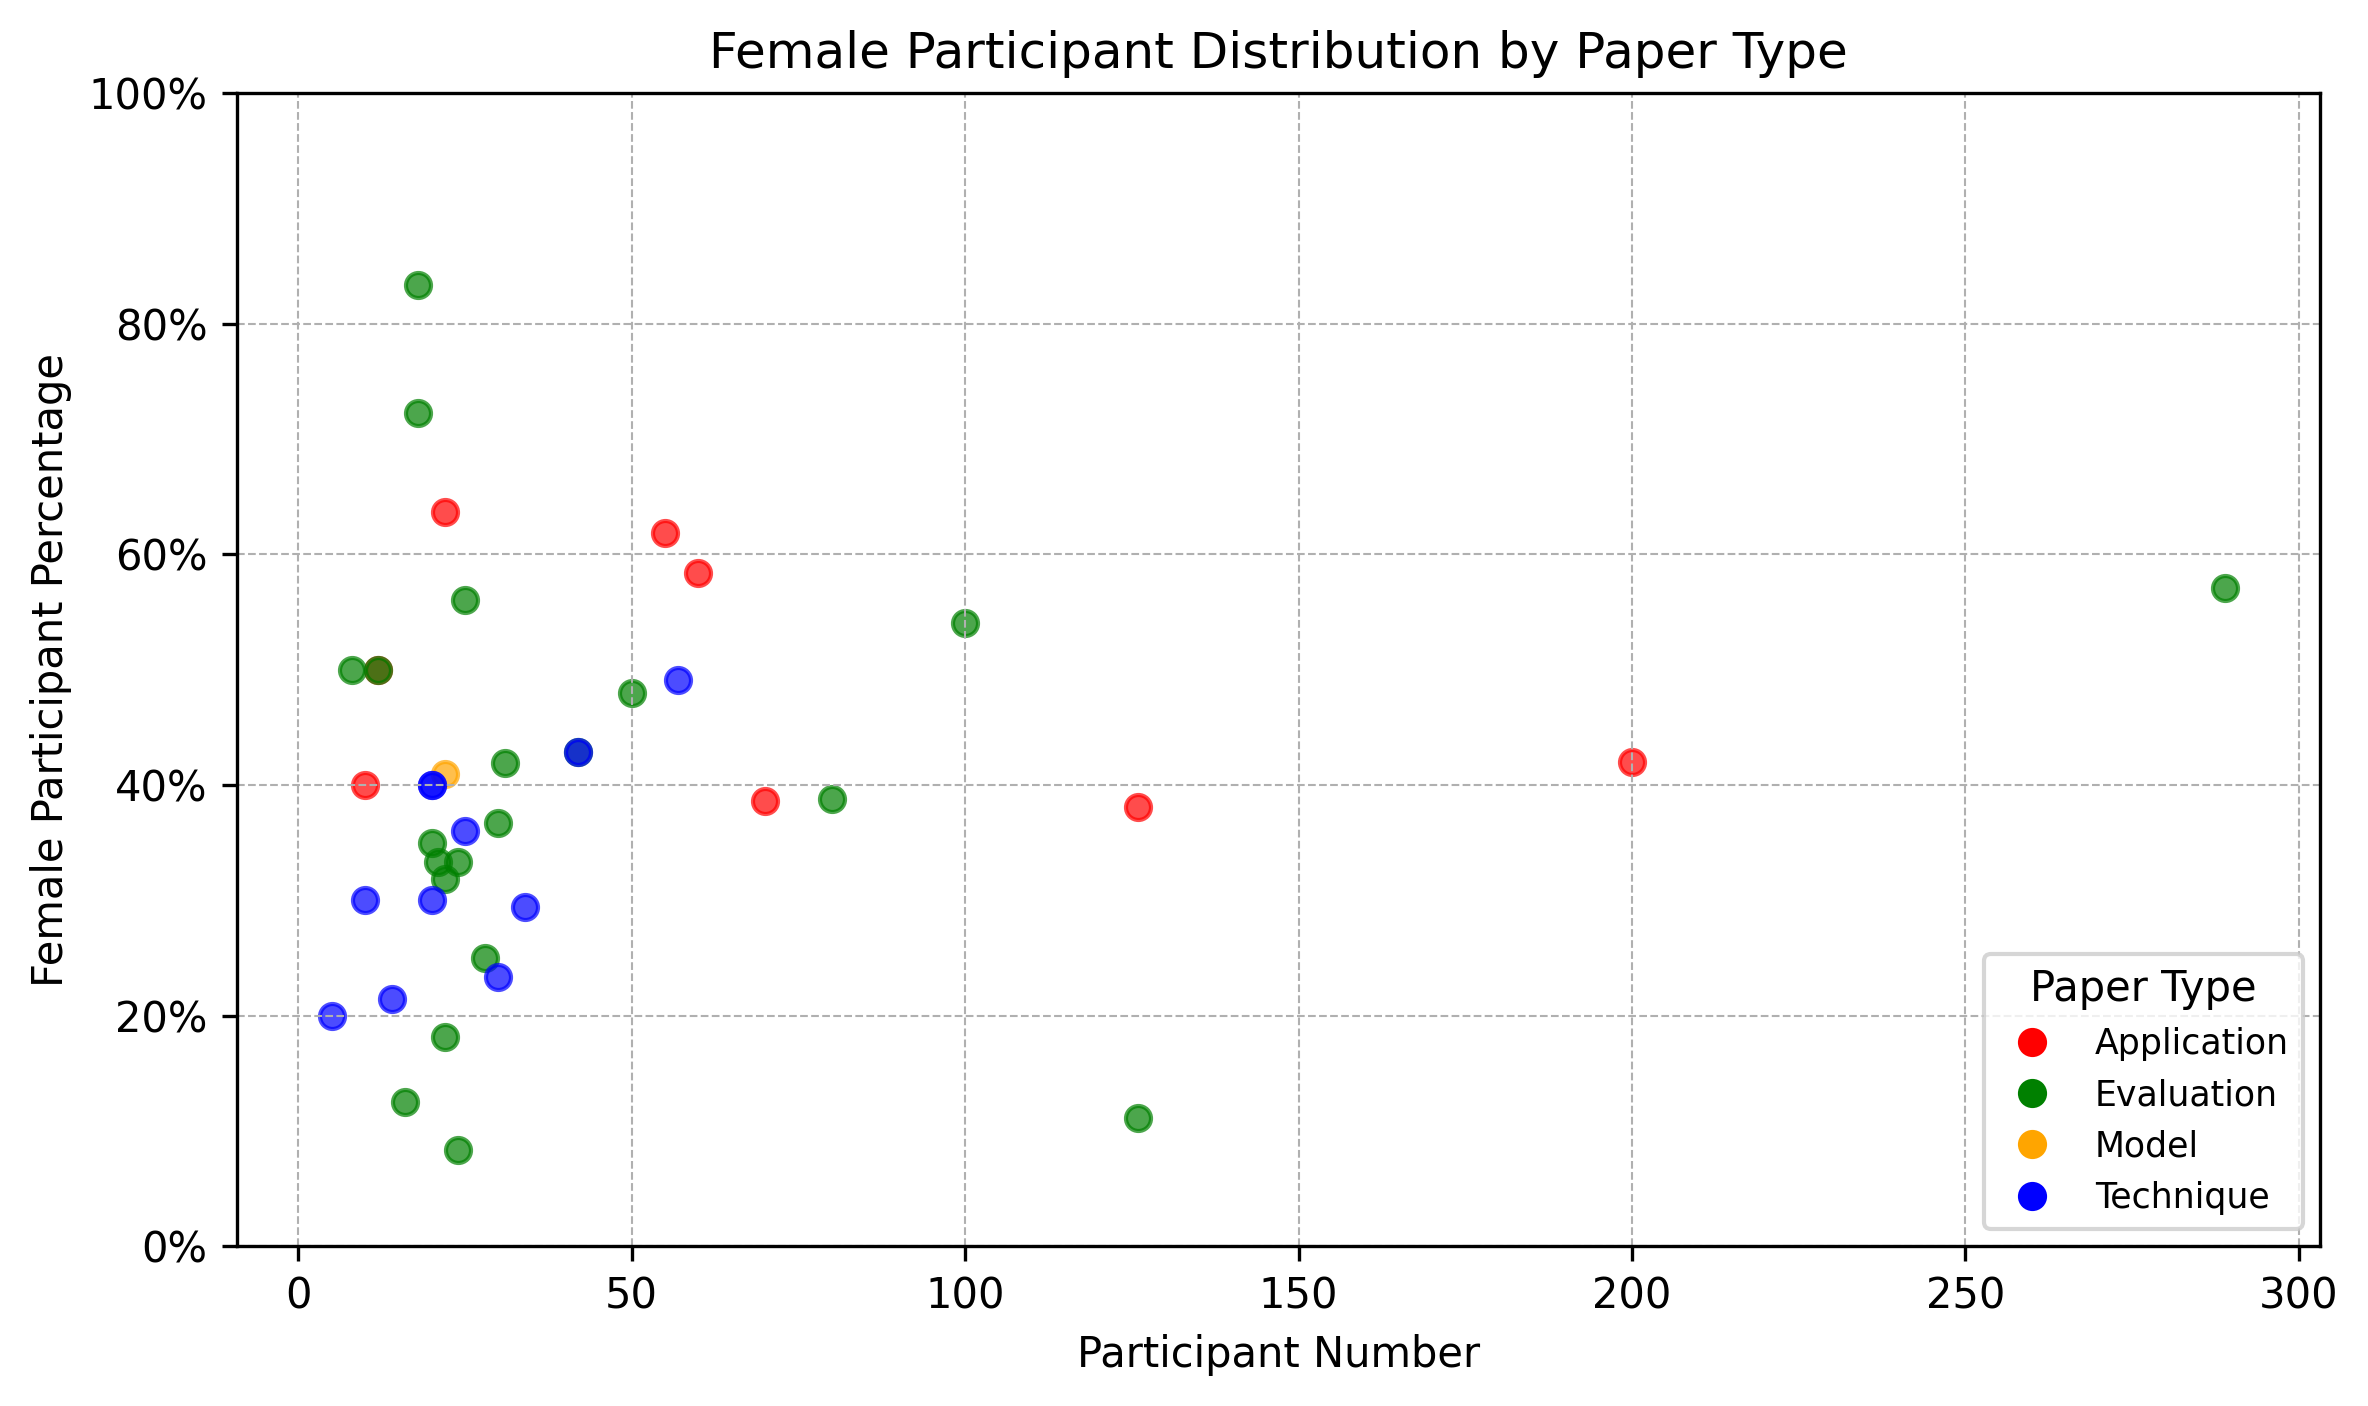 Female Participant Distribution by Paper Type
100%
80%
60%
40%
20%
0%
Female Participant Percentage
0 50 100 150 200 250 300
Participant Number
Paper Type
Application
Evaluation
Model
Technique